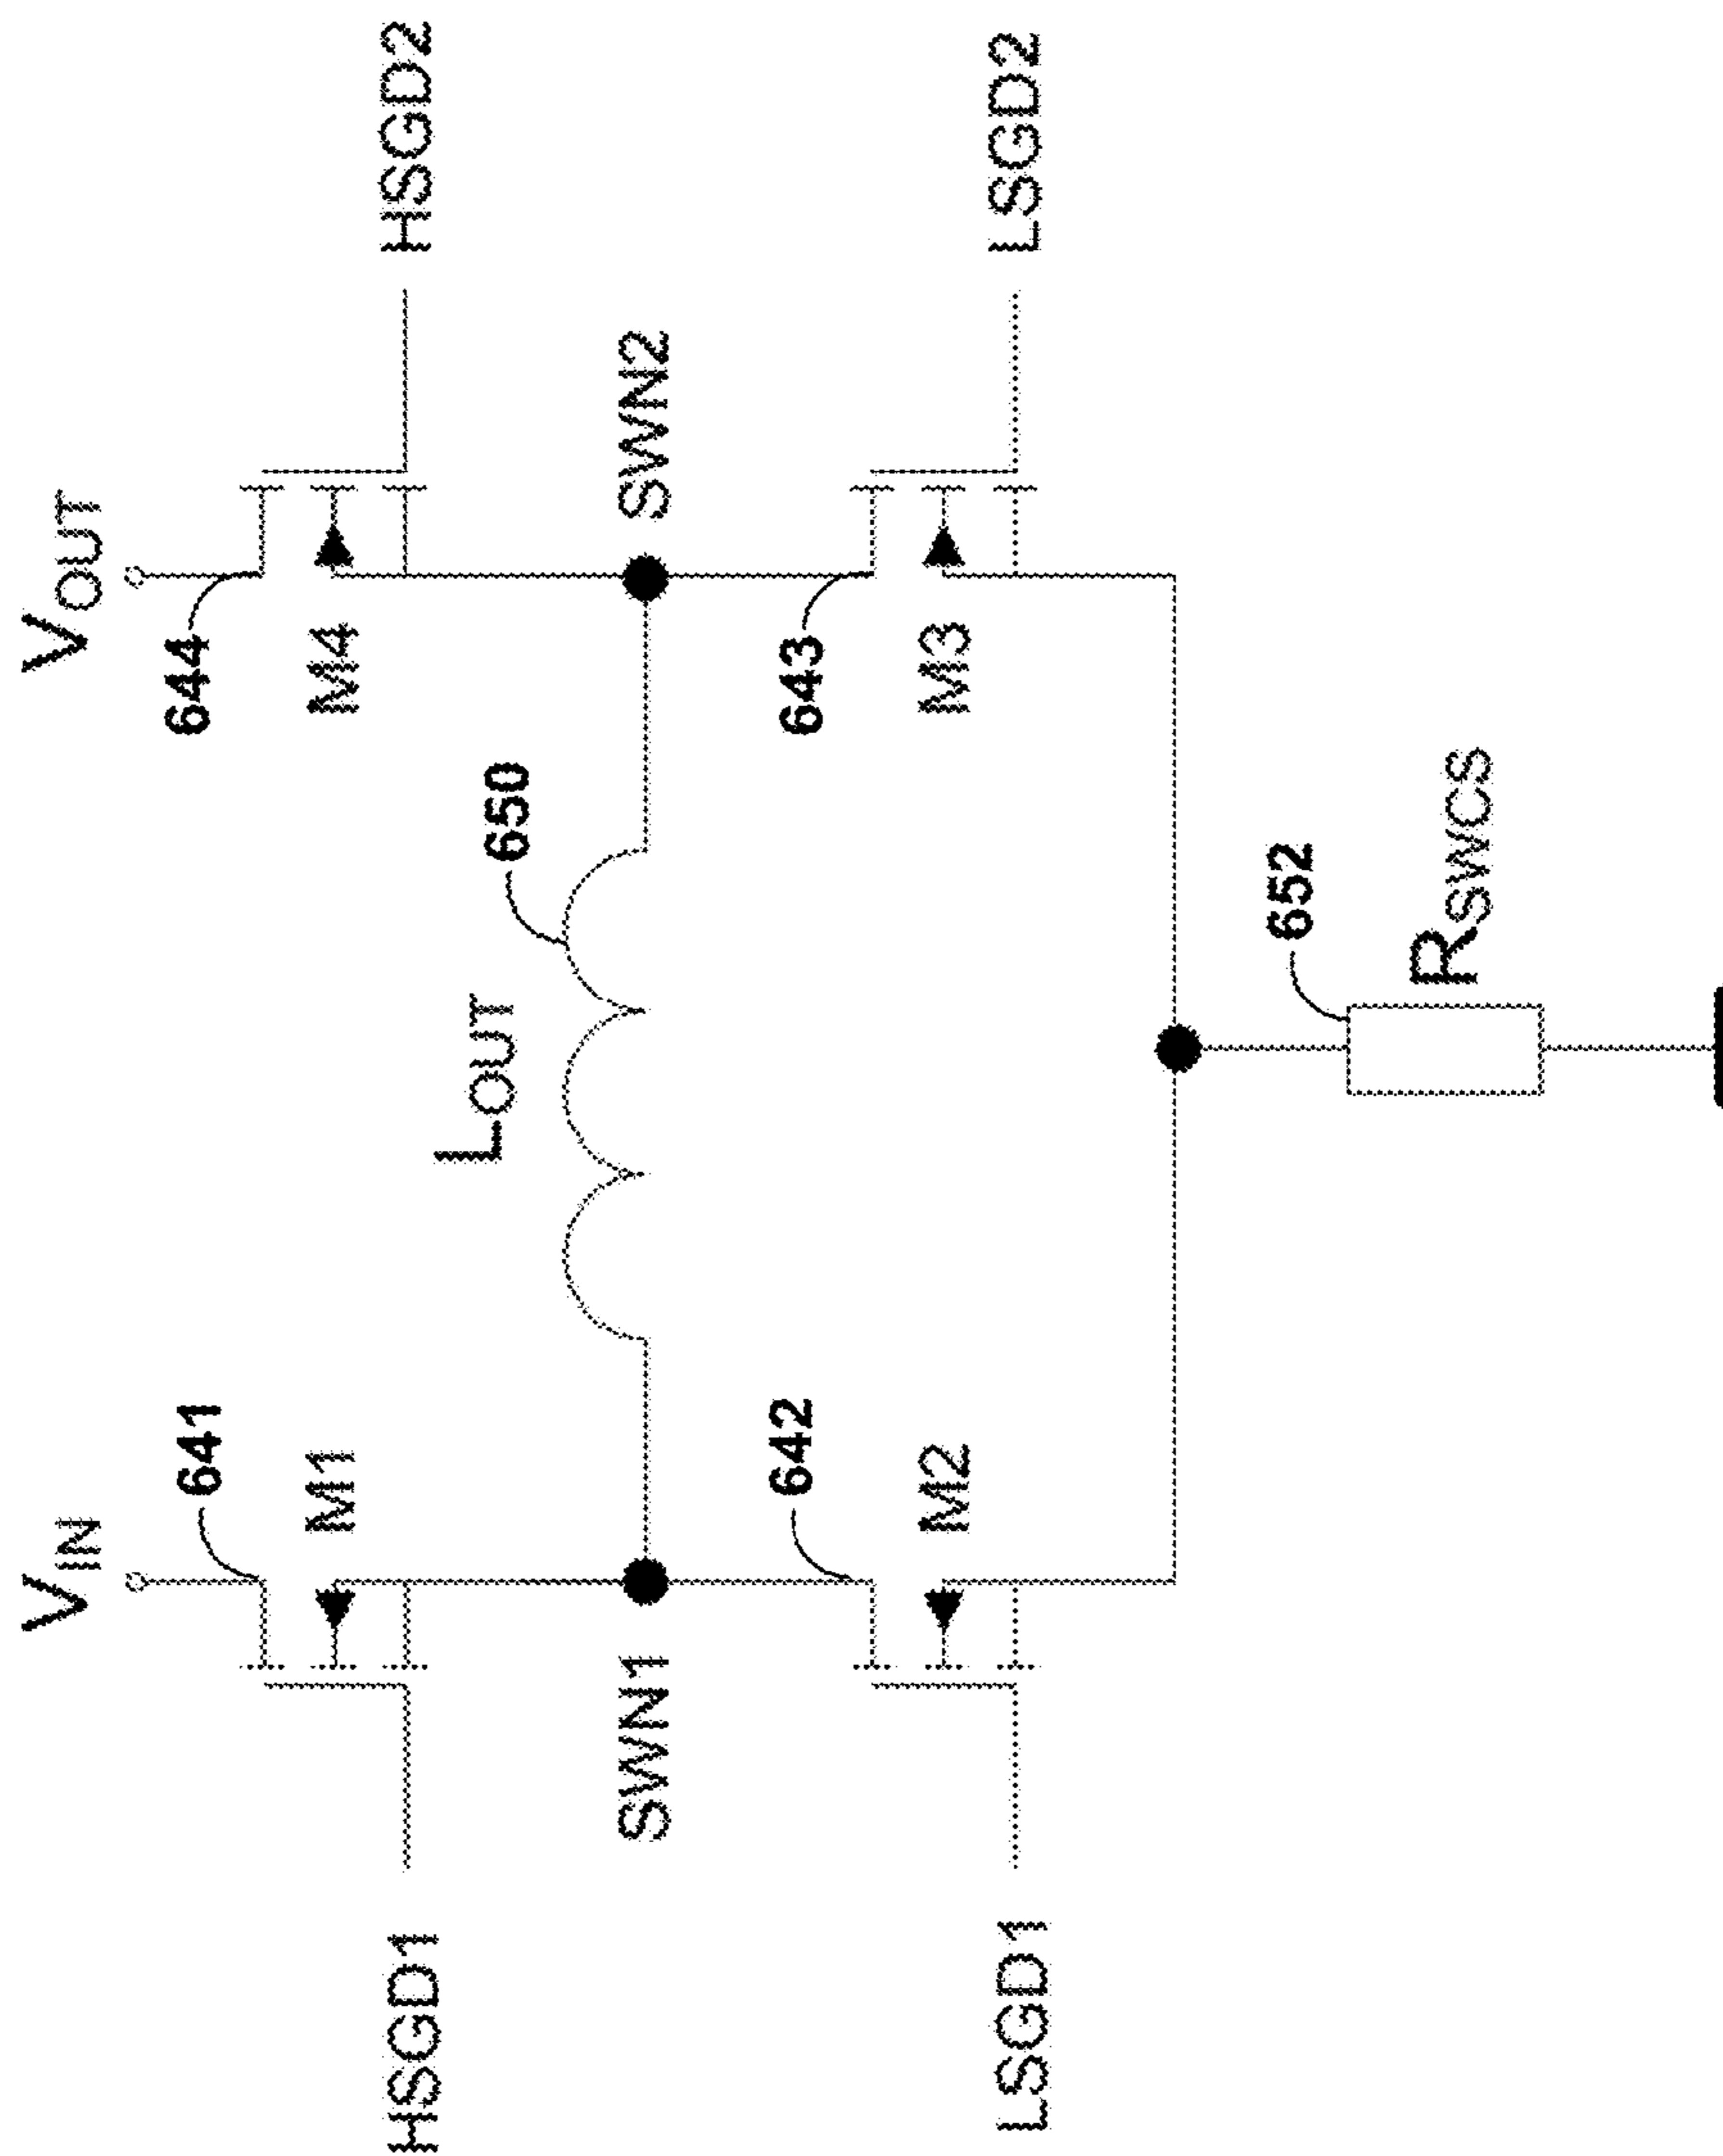 VIN
VOUT
641
644
M1
M4
HSGD1
HSGD2
LOUT
650
SWN1
SWN2
642
643
M2
M3
LSGD1
LSGD2
652
RSWCS